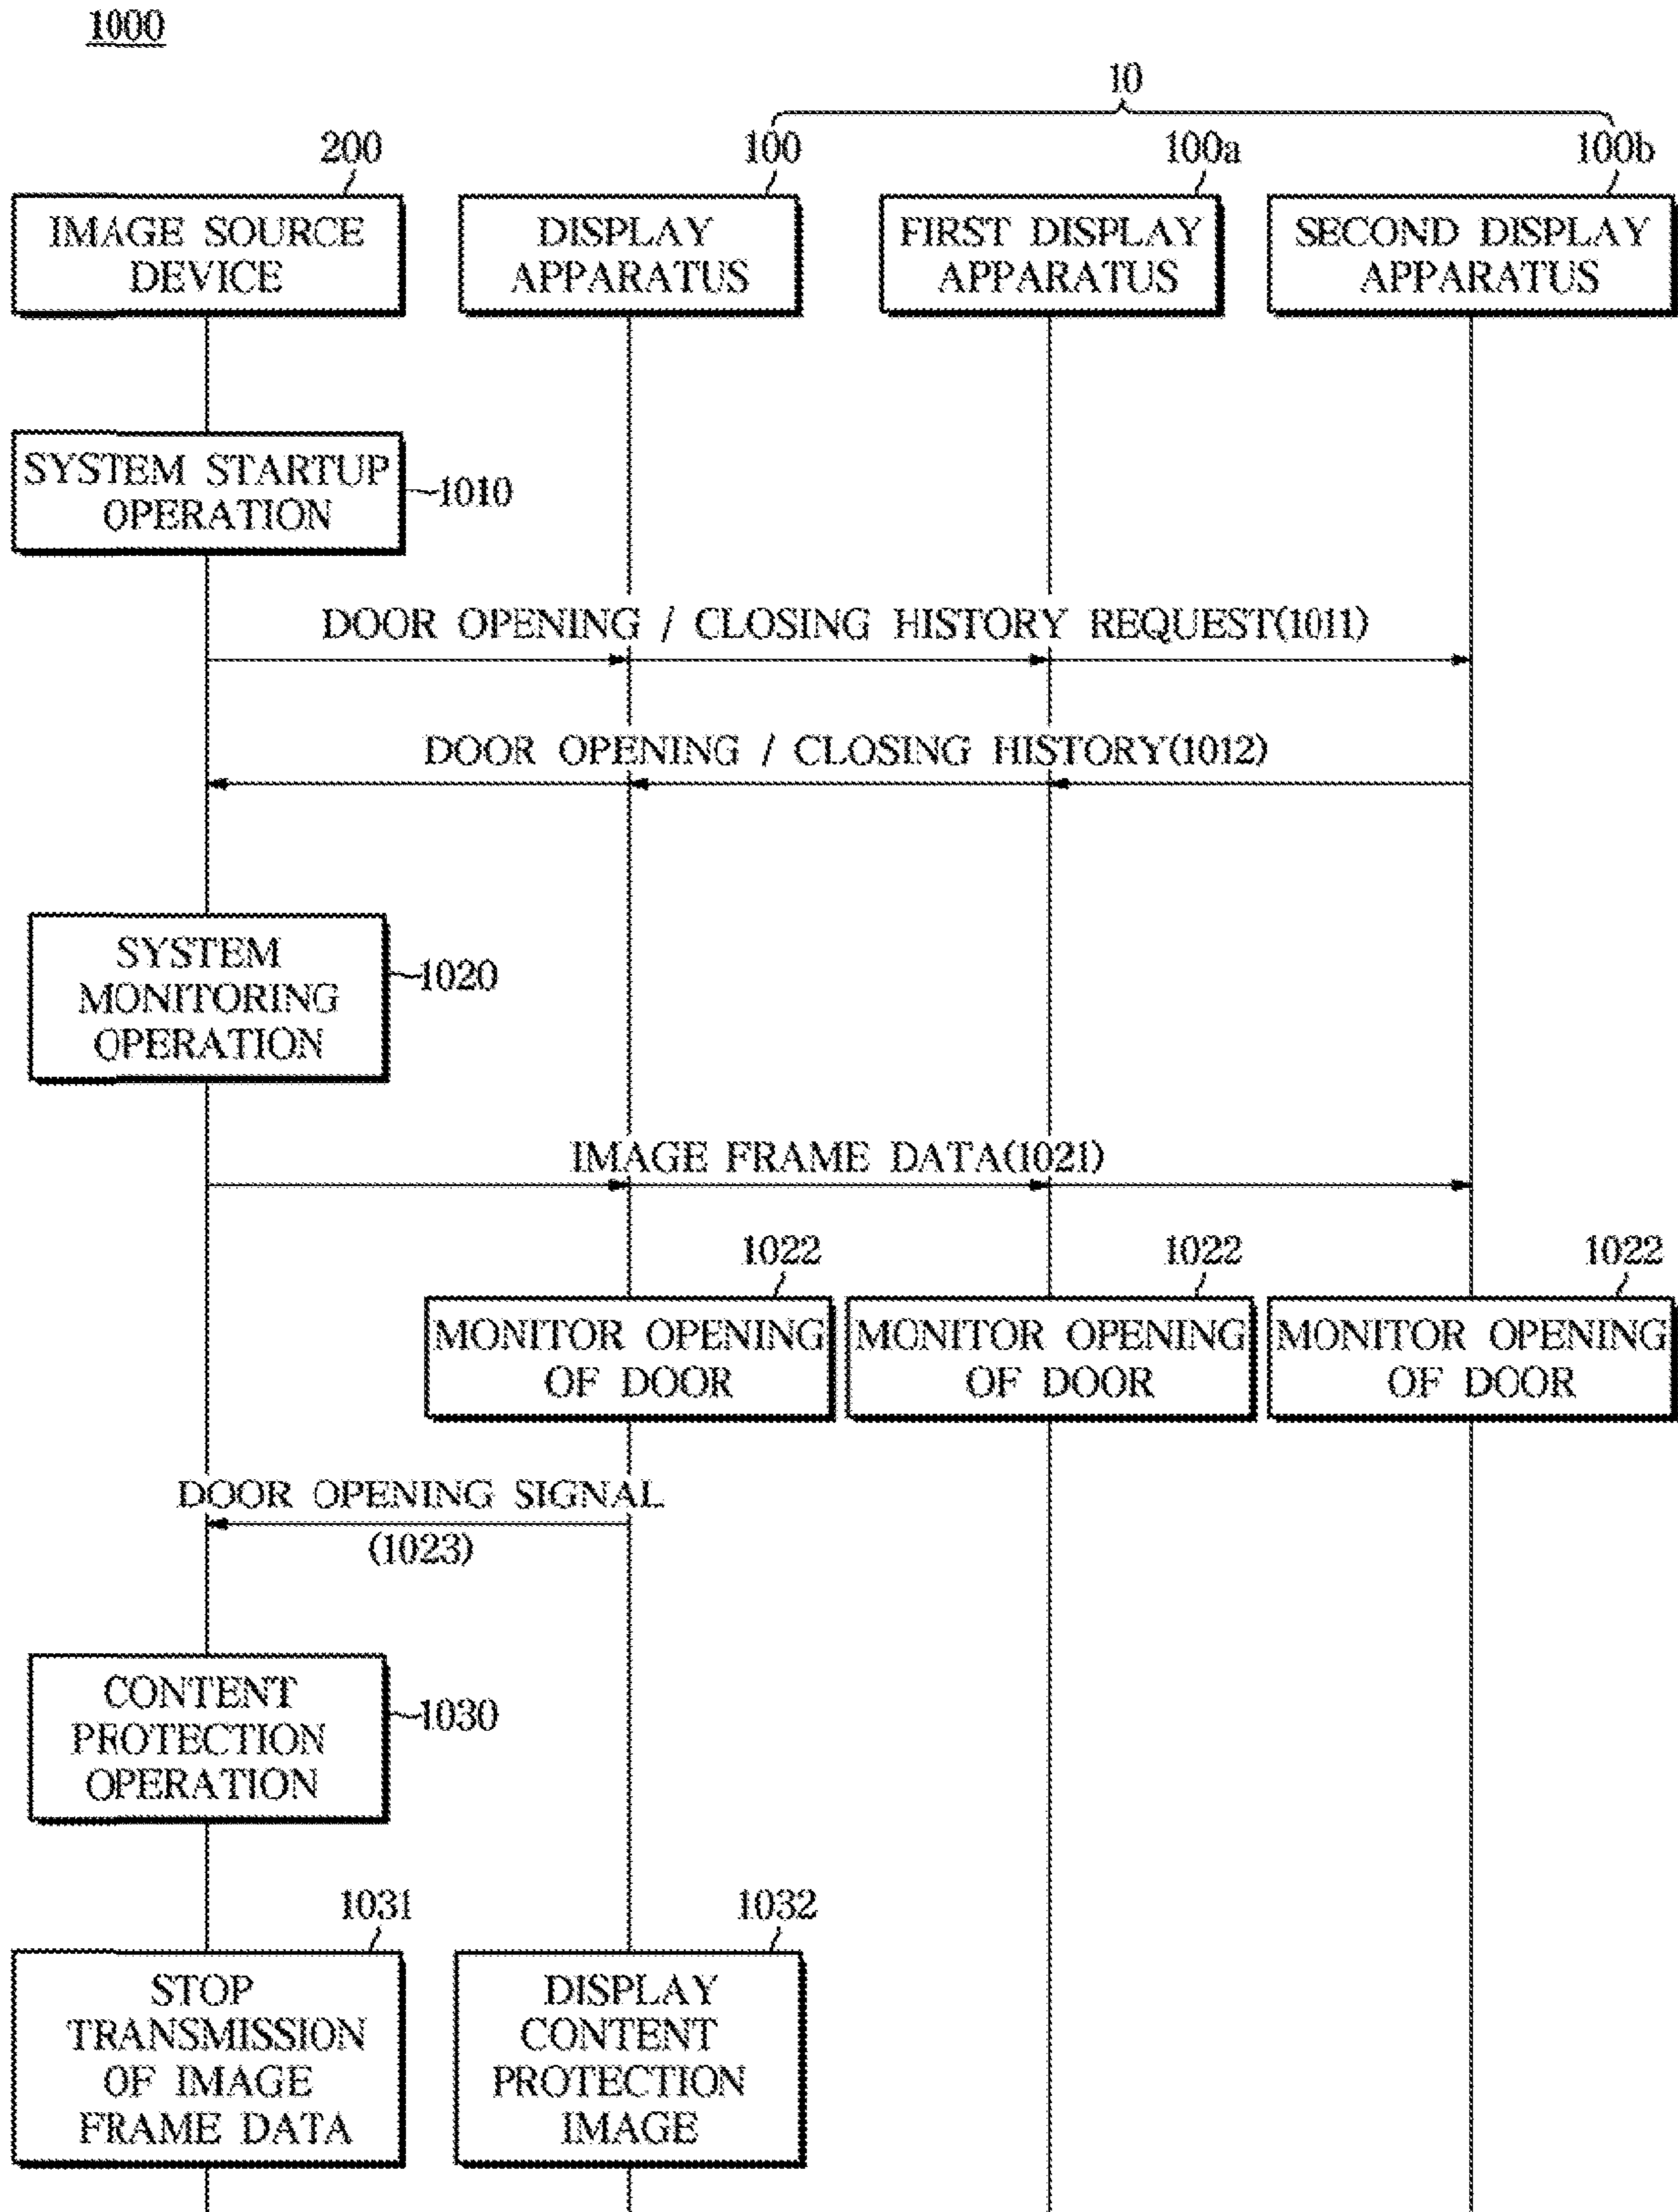 1000
10
200
100
100a
100b
IMAGE SOURCE
DEVICE
DISPLAY
APPARATUS
FIRST DISPLAY
APPARATUS
SECOND DISPLAY
APPARATUS
SYSTEM STARTUP
OPERATION
1010
DOOR OPENING / CLOSING HISTORY REQUEST(1011)
DOOR OPENING / CLOSING HISTORY(1012)
SYSTEM
MONITORING
OPERATION
1020
IMAGE FRAME DATA(1021)
1022
1022
1022
MONITOR OPENING
OF DOOR
MONITOR OPENING
OF DOOR
MONITOR OPENING
OF DOOR
DOOR OPENING SIGNAL
(1023)
CONTENT
PROTECTION
OPERATION
1030
1031
1032
STOP
TRANSMISSION
OF IMAGE
FRAME DATA
DISPLAY
CONTENT
PROTECTION
IMAGE